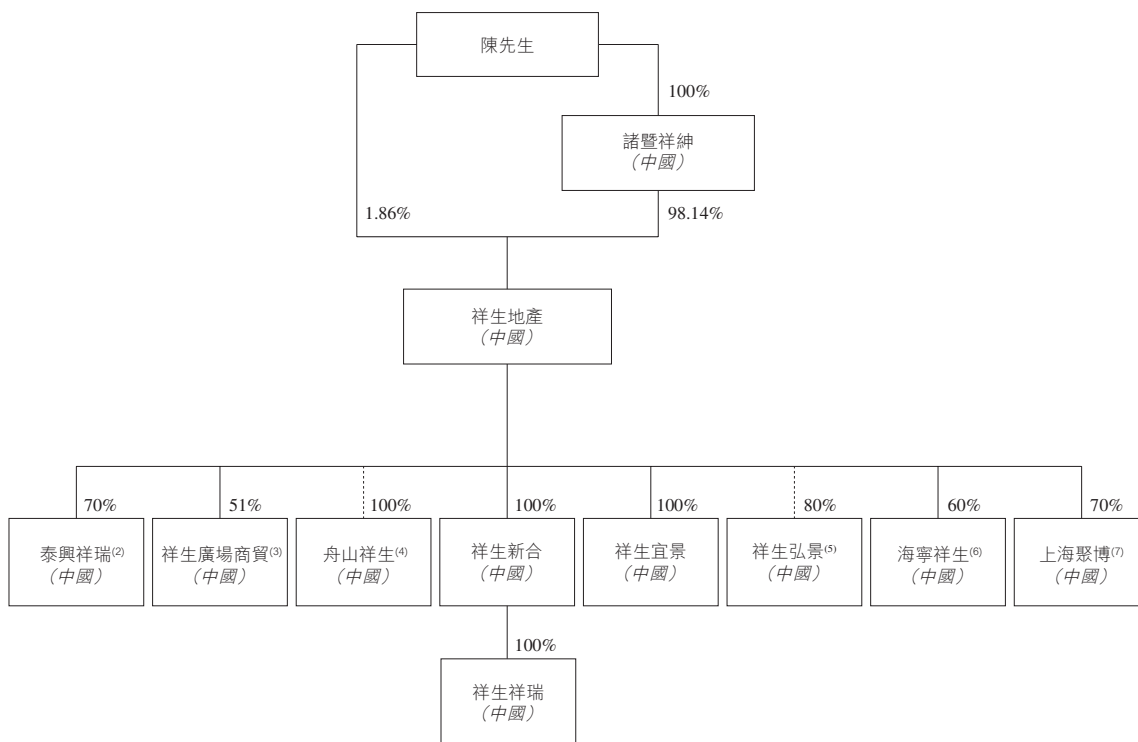 陳先生
100%
諸暨祥紳
（中國）
1.86%
98.14%
祥生地產
（中國）
70%
51%
100%
100%
100%
80%
60%
70%
泰興祥瑞(2)
（中國）
祥生廣場商貿(3)
（中國）
舟山祥生(4)
（中國）
祥生新合
（中國）
祥生宜景
（中國）
祥生弘景(5)
（中國）
海寧祥生(6)
（中國）
上海聚博(7)
（中國）
100%
祥生祥瑞
（中國）